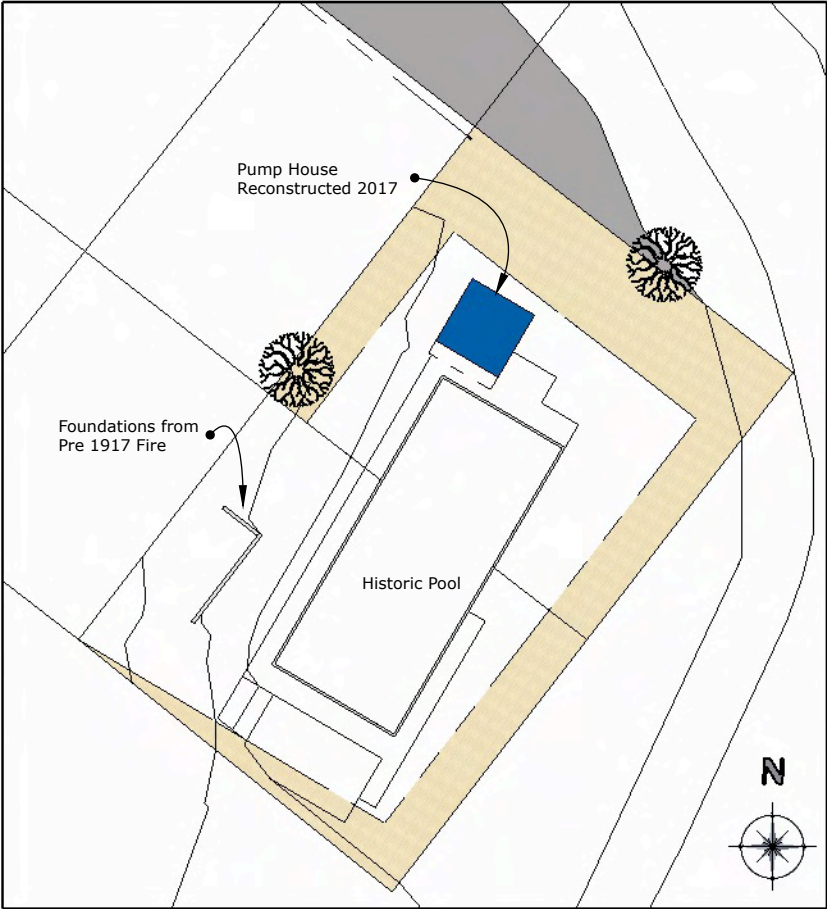 Pump House
Reconstructed 2017
Foundations from
Pre 1917 Fire
Historic Pool
N